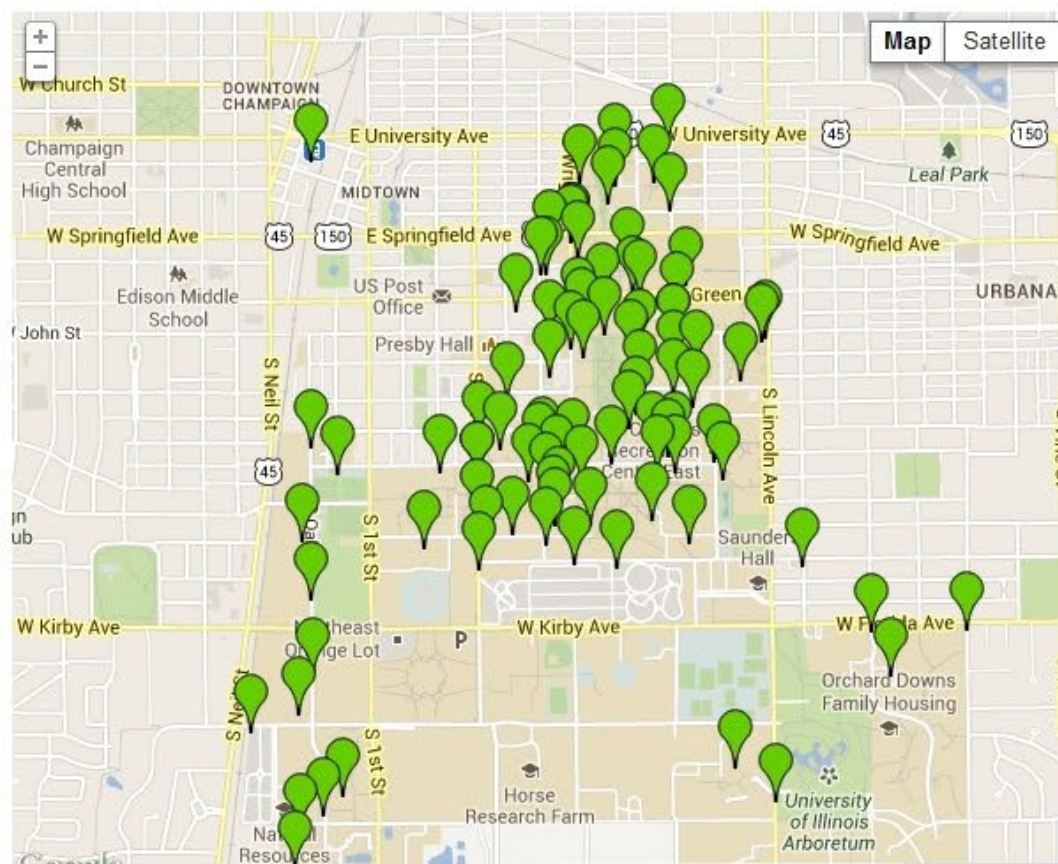 +
−
Map
Satellite
W Church St
DOWNTOWN
CHAMPAIGN
E University Ave
W University Ave
45
150
Champaign
Central
High School
MIDTOWN
Leal Park
W Springfield Ave
45
150
E Springfield Ave
W Springfield Ave
US Post
Office
Green
URBANA
Edison Middle
School
John St
Presby Hall
S Neil St
S Lincoln Ave
45
S 1st St
Saunders
Hall
W Kirby Ave
Orange Lot
P
W Kirby Ave
Orchard Downs
Family Housing
S 1st St
Horse
Research Farm
University
of Illinois
Arboretum
Resources